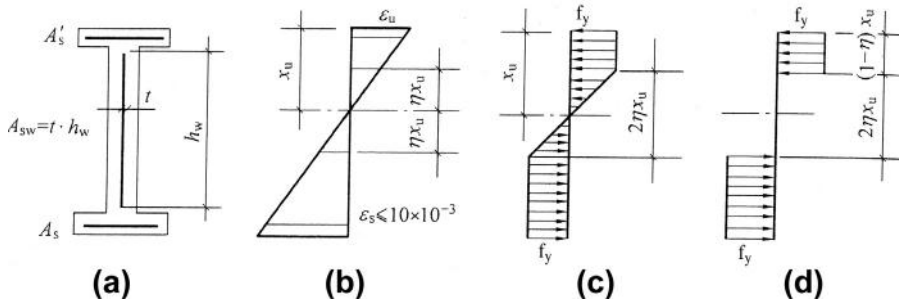 A's
t
Asw=t·hw
hw
As
(a)
εu
xu
ηxu
ηxu
εs⩽10×10⁻³
(b)
fy
xu
2ηxu
fy
(c)
fy
(1−η) xu
2ηxu
fy
(d)